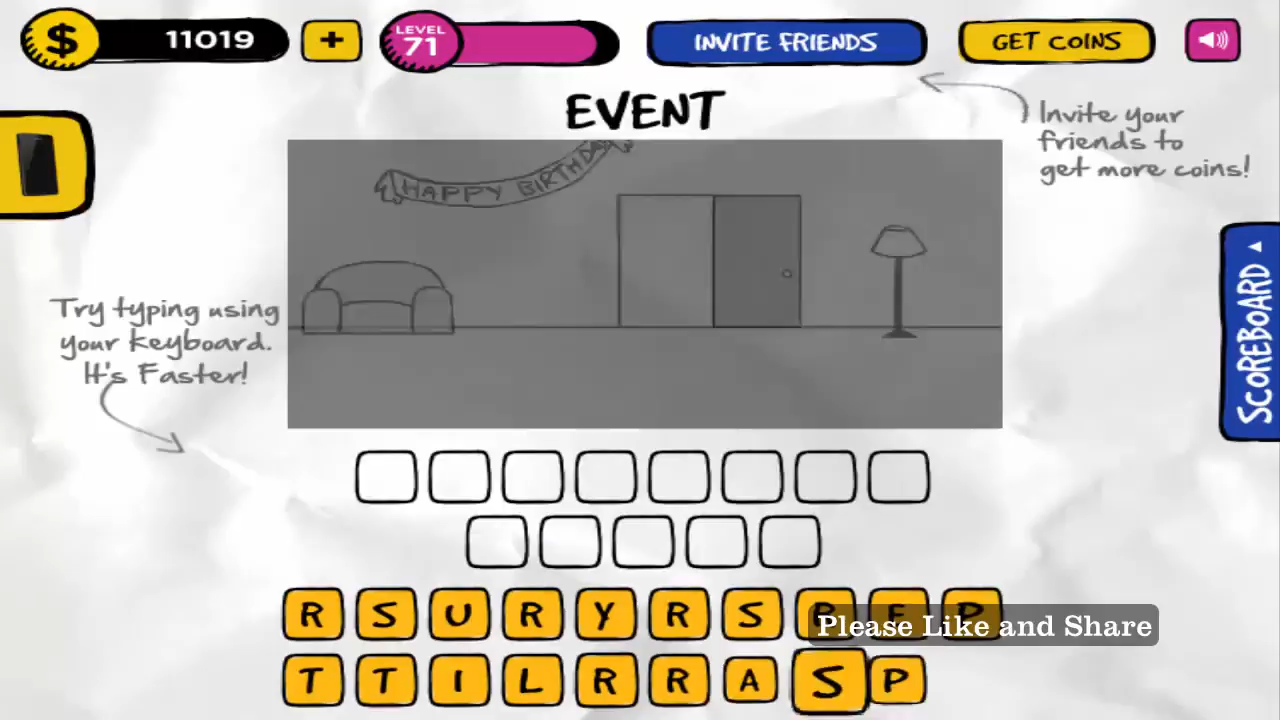 $ 11019 + LEVEL 71 INVITE FRIENDS GET COINS
EVENT
Invite your
friends to
get more coins!
HAPPY BIRTHDA
SCOREBOARD
Try typing using
your keyboard.
It's Faster!
R S U R Y R S
Please Like and Share
T T I L R R A S P